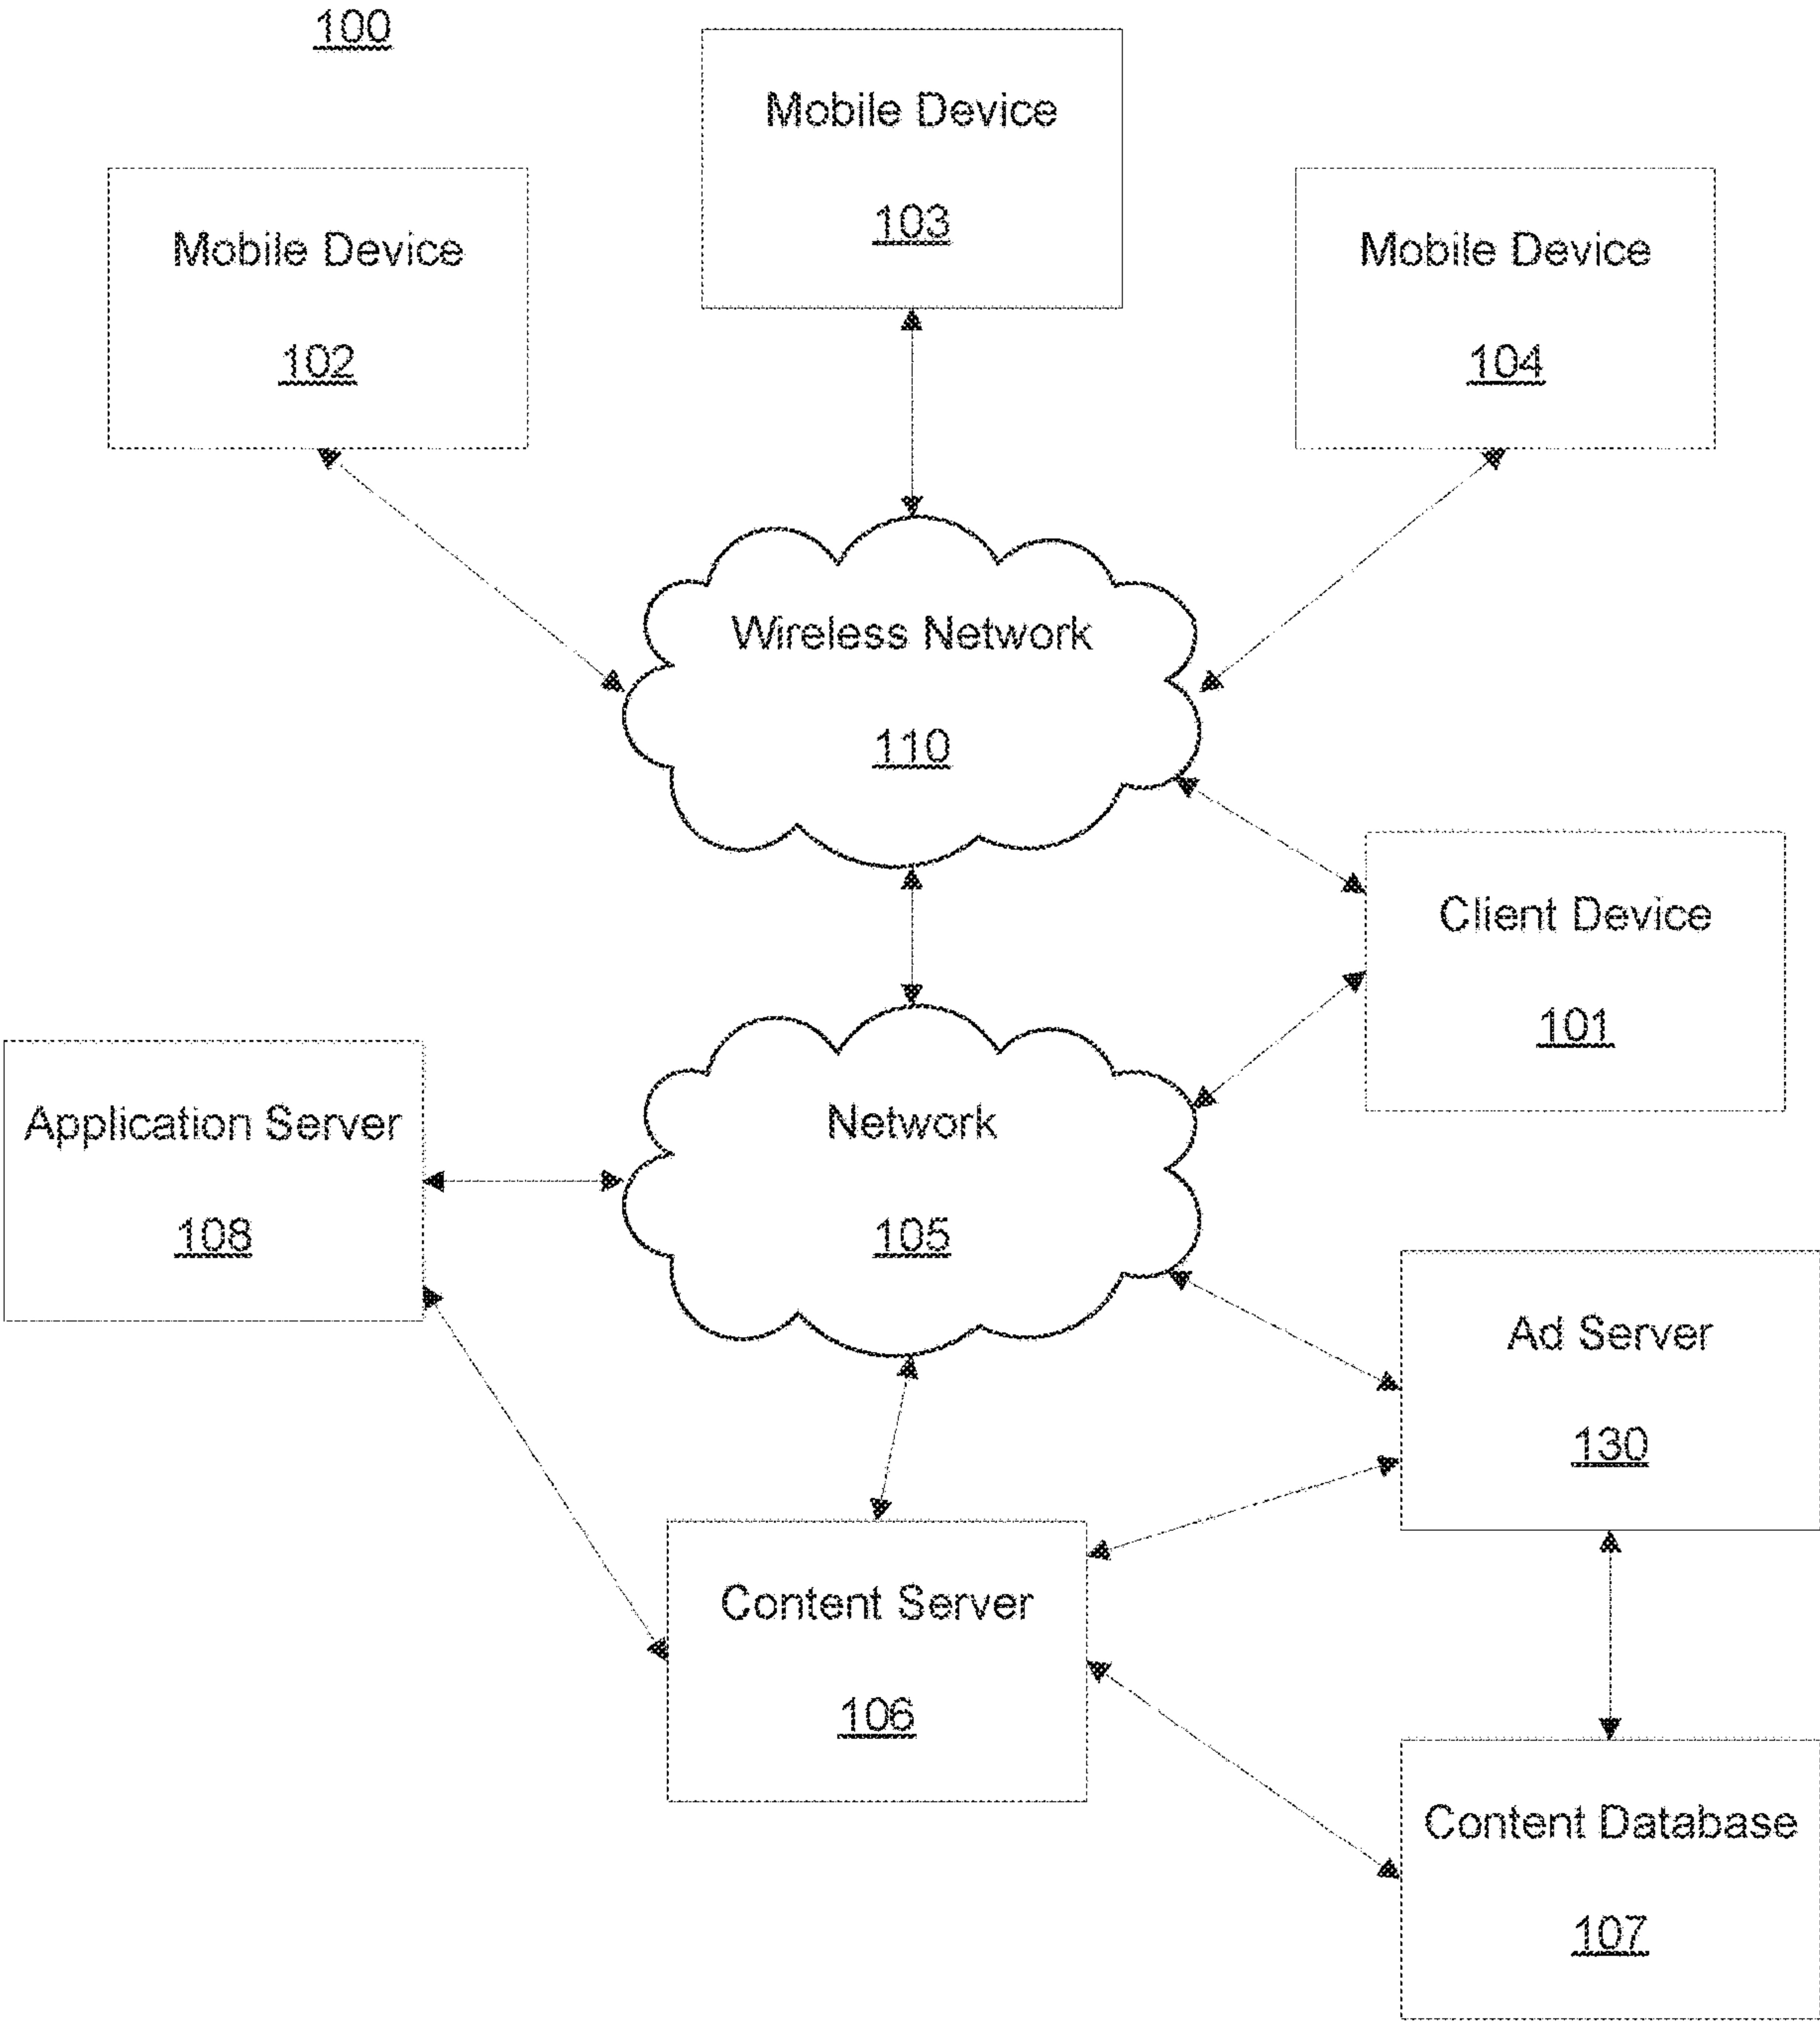 100
Mobile Device
103
Mobile Device
102
Mobile Device
104
Wireless Network
110
Client Device
101
Application Server
108
Network
105
Ad Server
130
Content Server
106
Content Database
107